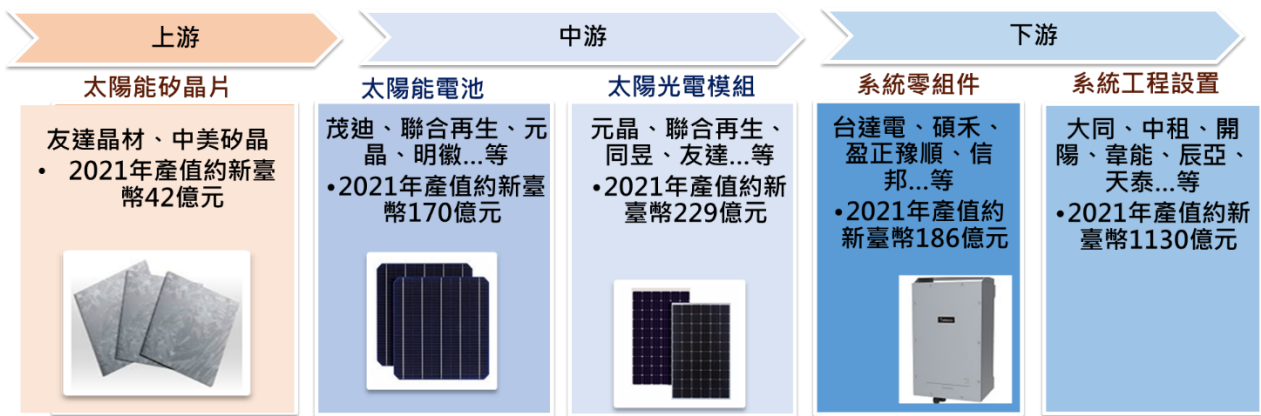 上游
中游
下游
太陽能矽晶片
太陽能電池
太陽光電模組
系統零組件
系統工程設置
友達晶材、中美矽晶
• 2021年產值約新臺
幣42億元
茂迪、聯合再生、元
晶、明徽...等
•2021年產值約新臺
幣170億元
元晶、聯合再生、
同昱、友達...等
•2021年產值約新
臺幣229億元
台達電、碩禾、
盈正豫順、信
邦...等
•2021年產值約
新臺幣186億元
大同、中租、開
陽、韋能、辰亞、
天泰...等
•2021年產值約新
臺幣1130億元